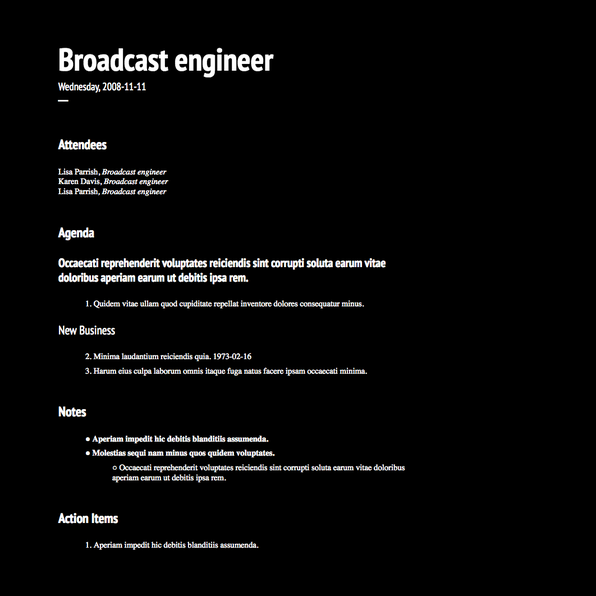 Broadcast engineer
Wednesday, 2008-11-11
—
Attendees
Lisa Parrish, Broadcast engineer
Karen Davis, Broadcast engineer
Lisa Parrish, Broadcast engineer
Agenda
Occaecati reprehenderit voluptates reiciendis sint corrupti soluta earum vitae
doloribus aperiam earum ut debitis ipsa rem.
1. Quidem vitae ullam quod cupiditate repellat inventore dolores consequatur minus.
New Business
2. Minima laudantium reiciendis quia. 1973-02-16
3. Harum eius culpa laborum omnis itaque fuga natus facere ipsam occaecati minima.
Notes
● Aperiam impedit hic debitis blanditiis assumenda.
● Molestias sequi nam minus quos quidem voluptates.
○ Occaecati reprehenderit voluptates reiciendis sint corrupti soluta earum vitae doloribus
aperiam earum ut debitis ipsa rem.
Action Items
1. Aperiam impedit hic debitis blanditiis assumenda.